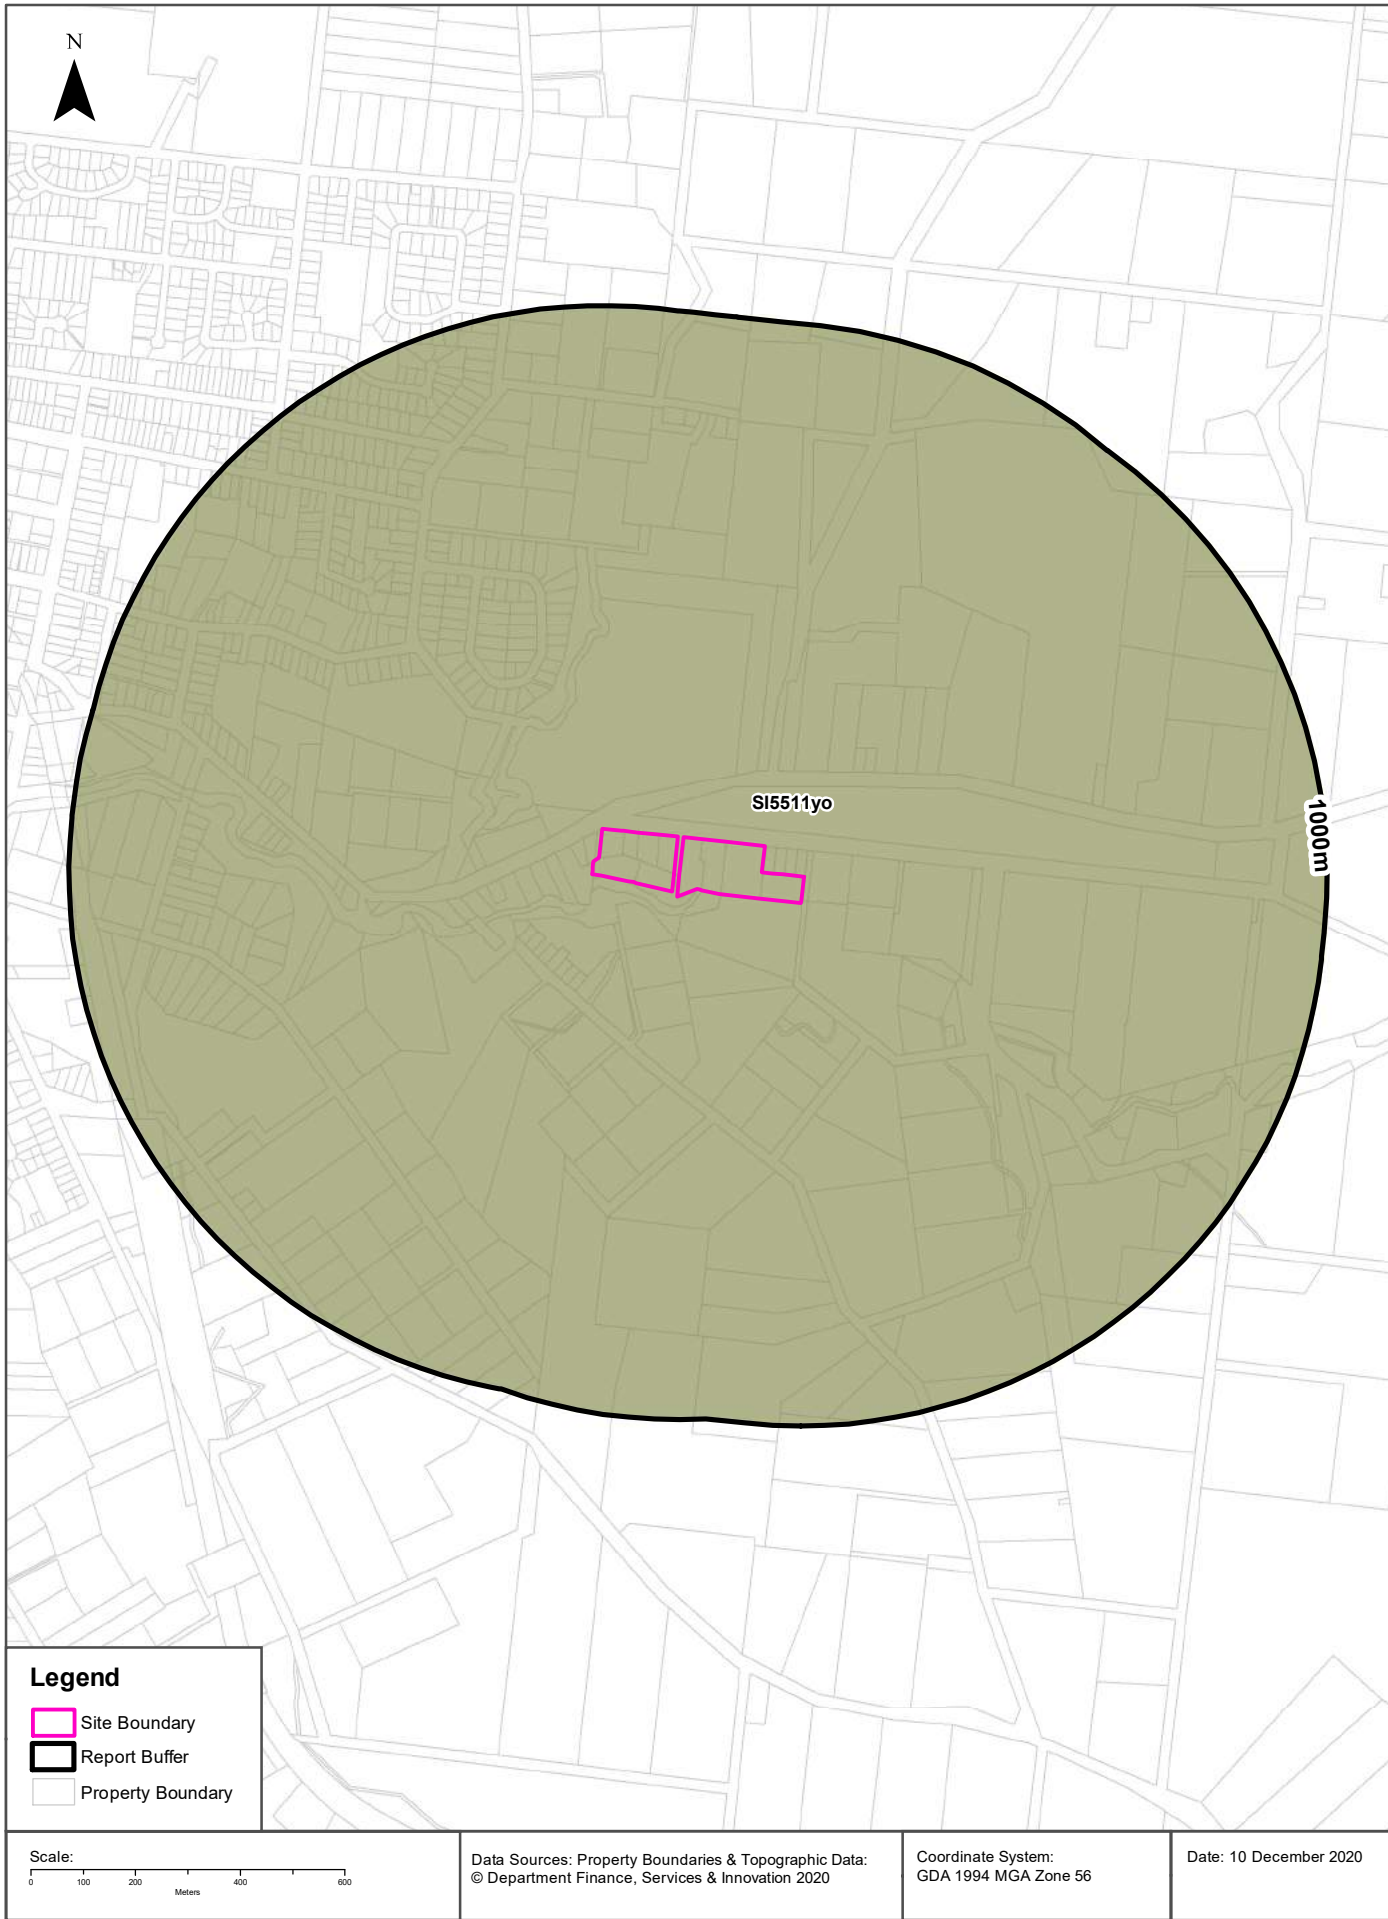 N
SI5511yo
1000m
Legend
Site Boundary
Report Buffer
Property Boundary
Scale:
0 100 200 400 600
Meters
Data Sources: Property Boundaries & Topographic Data:
© Department Finance, Services & Innovation 2020
Coordinate System:
GDA 1994 MGA Zone 56
Date: 10 December 2020